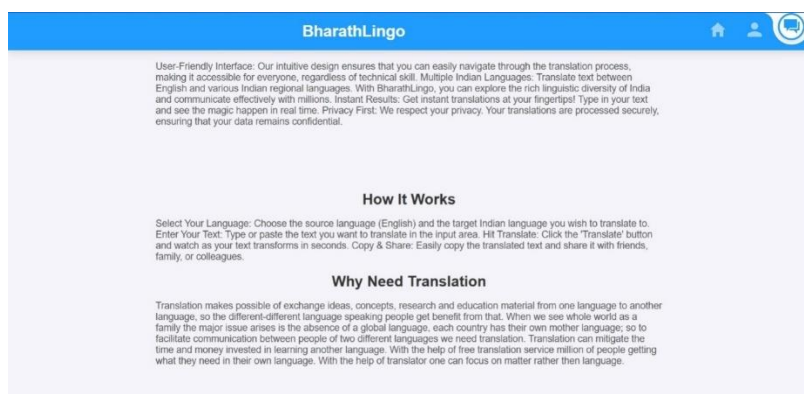 BharathLingo
User-Friendly Interface: Our intuitive design ensures that you can easily navigate through the translation process,
making it accessible for everyone, regardless of technical skill. Multiple Indian Languages: Translate text between
English and various Indian regional languages. With BharathLingo, you can explore the rich linguistic diversity of India
and communicate effectively with millions. Instant Results: Get instant translations at your fingertips! Type in your text
and see the magic happen in real time. Privacy First: We respect your privacy. Your translations are processed securely,
ensuring that your data remains confidential.
How It Works
Select Your Language: Choose the source language (English) and the target Indian language you wish to translate to.
Enter Your Text: Type or paste the text you want to translate in the input area. Hit Translate: Click the 'Translate' button
and watch as your text transforms in seconds. Copy & Share: Easily copy the translated text and share it with friends,
family, or colleagues.
Why Need Translation
Translation makes possible of exchange ideas, concepts, research and education material from one language to another
language, so the different-different language speaking people get benefit from that. When we see whole world as a
family the major issue arises is the absence of a global language, each country has their own mother language; so to
facilitate communication between people of two different languages we need translation. Translation can mitigate the
time and money invested in learning another language. With the help of free translation service million of people getting
what they need in their own language. With the help of translator one can focus on matter rather then language.